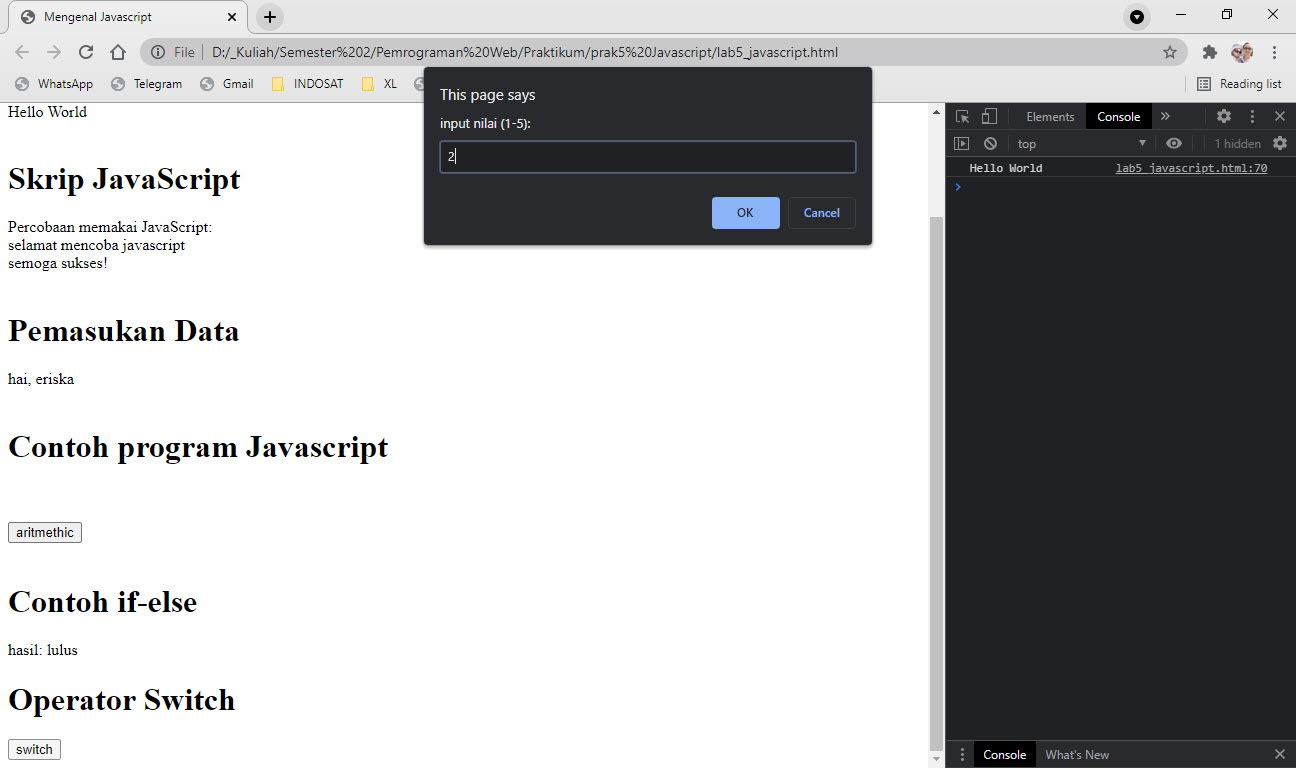 Mengenal Javascript
File D:/_Kuliah/Semester%202/Pemrograman%20Web/Praktikum/prak5%20Javascript/lab5_javascript.html
WhatsApp Telegram Gmail INDOSAT XL Reading list
This page says
input nilai (1-5):
2
OK Cancel
Hello World
Skrip JavaScript
Percobaan memakai JavaScript:
selamat mencoba javascript
semoga sukses!
Pemasukan Data
hai, eriska
Contoh program Javascript
aritmethic
Contoh if-else
hasil: lulus
Operator Switch
switch
Elements Console
top 1 hidden
Hello World lab5_javascript.html:70
Console What's New